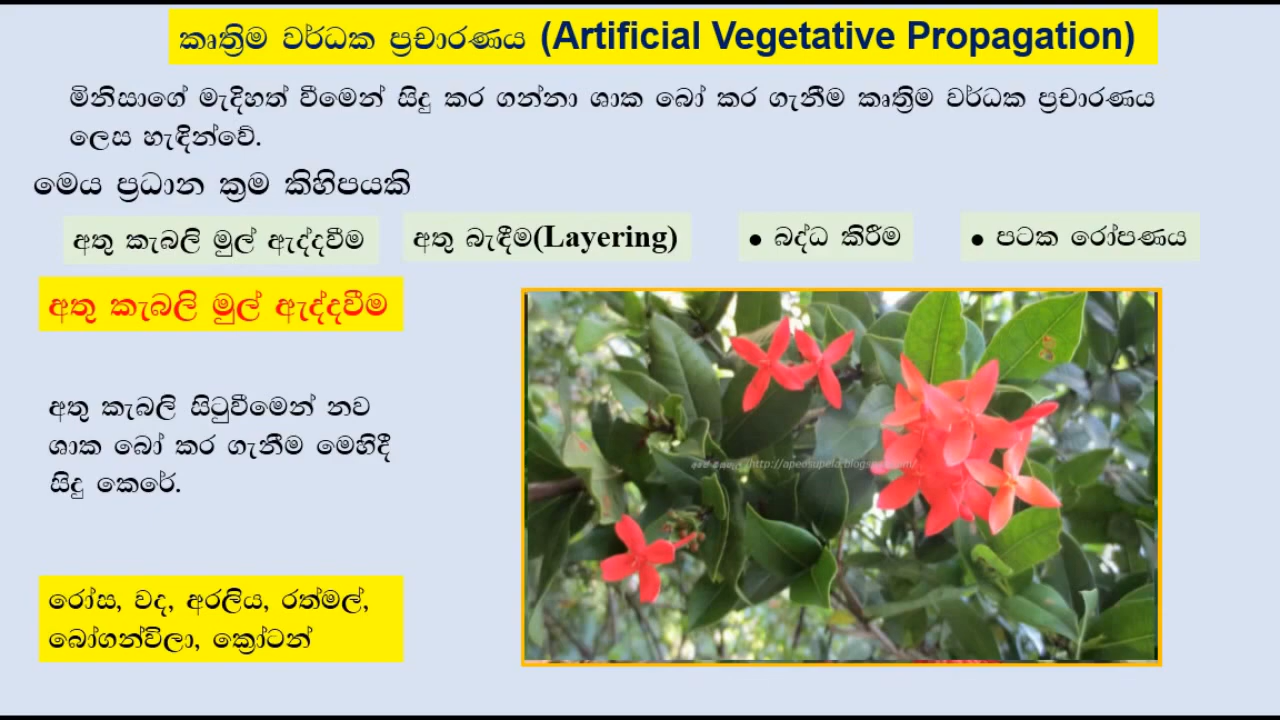 කෘත්‍රිම වර්ධක ප්‍රචාරණය (Artificial Vegetative Propagation)
මිනිසාගේ මැදිහත් වීමෙන් සිදු කර ගන්නා ශාක බෝ කර ගැනීම කෘත්‍රිම වර්ධක ප්‍රචාරණය
ලෙස හැඳින්වේ.
මෙය ප්‍රධාන ක්‍රම කිහිපයකි
අතු කැබලි මුල් ඇද්දවීම අතු බැඳීම(Layering) • බද්ධ කිරීම • පටක රෝපණය
අතු කැබලි මුල් ඇද්දවීම
අතු කැබලි සිටුවීමෙන් නව
ශාක බෝ කර ගැනීම මෙහිදී
සිදු කෙරේ.
රෝස, වද, අරලිය, රත්මල්,
බෝගන්විලා, ක්‍රෝටන්